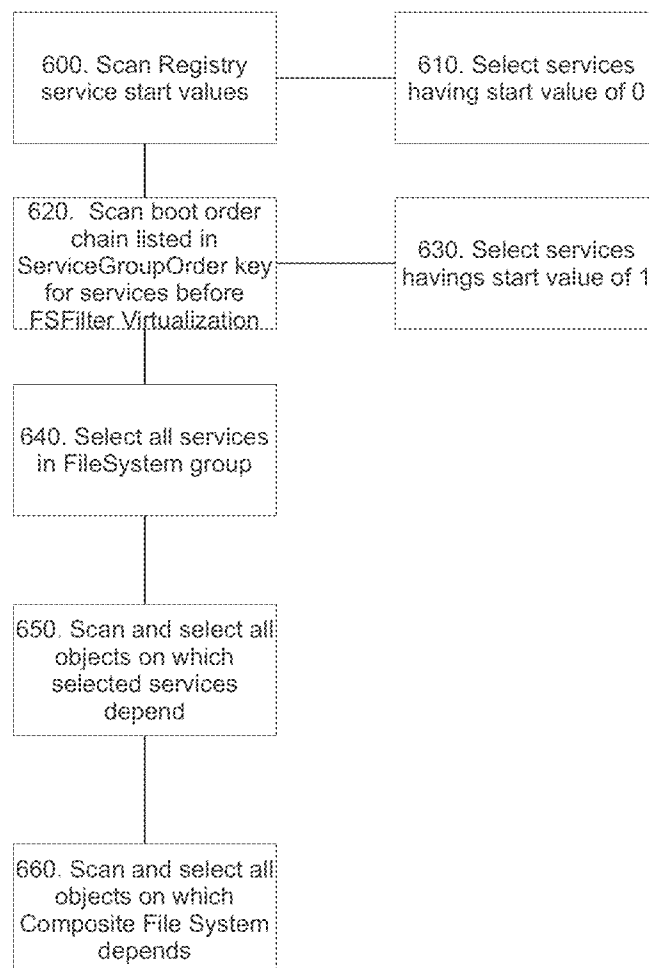 600. Scan Registry
service start values
610. Select services
having start value of 0
620. Scan boot order
chain listed in
ServiceGroupOrder key
for services before
FSFilter Virtualization
630. Select services
havings start value of 1
640. Select all services
in FileSystem group
650. Scan and select all
objects on which
selected services
depend
660. Scan and select all
objects on which
Composite File System
depends